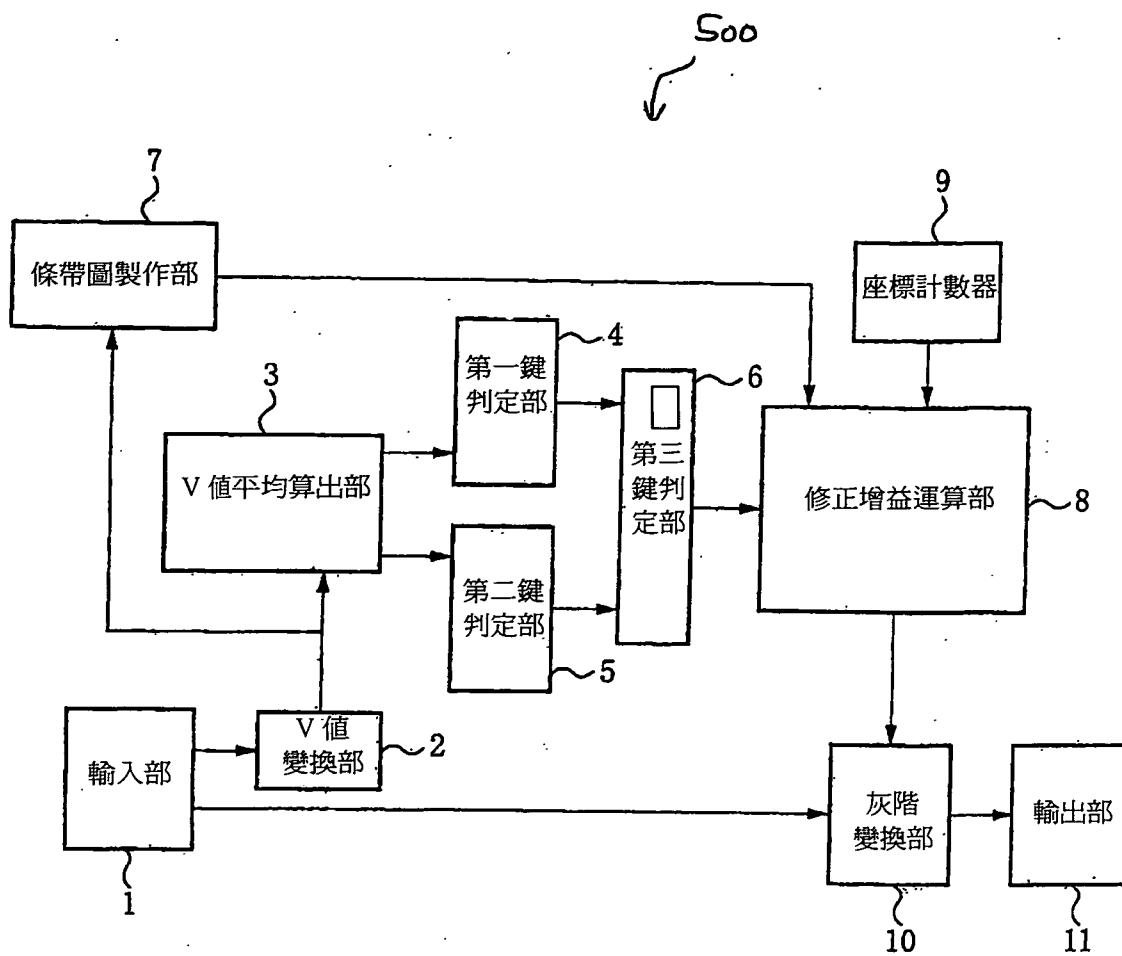 500
7
條帶圖製作部
9
座標計數器
4
第一鍵
判定部
3
V 值平均算出部
6
第三
鍵判
定部
修正增益運算部
8
第二鍵
判定部
5
V 值
變換部
2
輸入部
1
灰階
變換部
10
輸出部
11